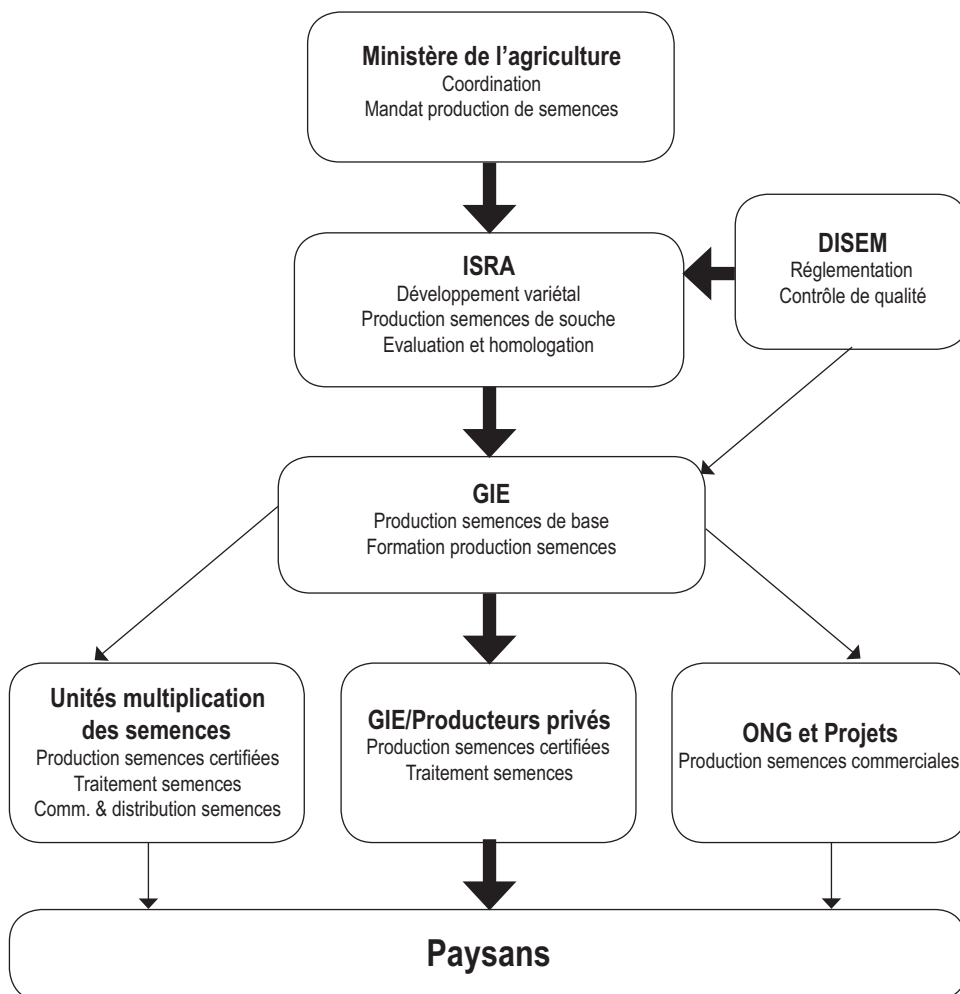 Ministère de l’agriculture
Coordination
Mandat production de semences
DISEM
Réglementation
Contrôle de qualité
ISRA
Développement variétal
Production semences de souche
Evaluation et homologation
GIE
Production semences de base
Formation production semences
Unités multiplication
des semences
Production semences certifiées
Traitement semences
Comm. & distribution semences
GIE/Producteurs privés
Production semences certifiées
Traitement semences
ONG et Projets
Production semences commerciales
Paysans